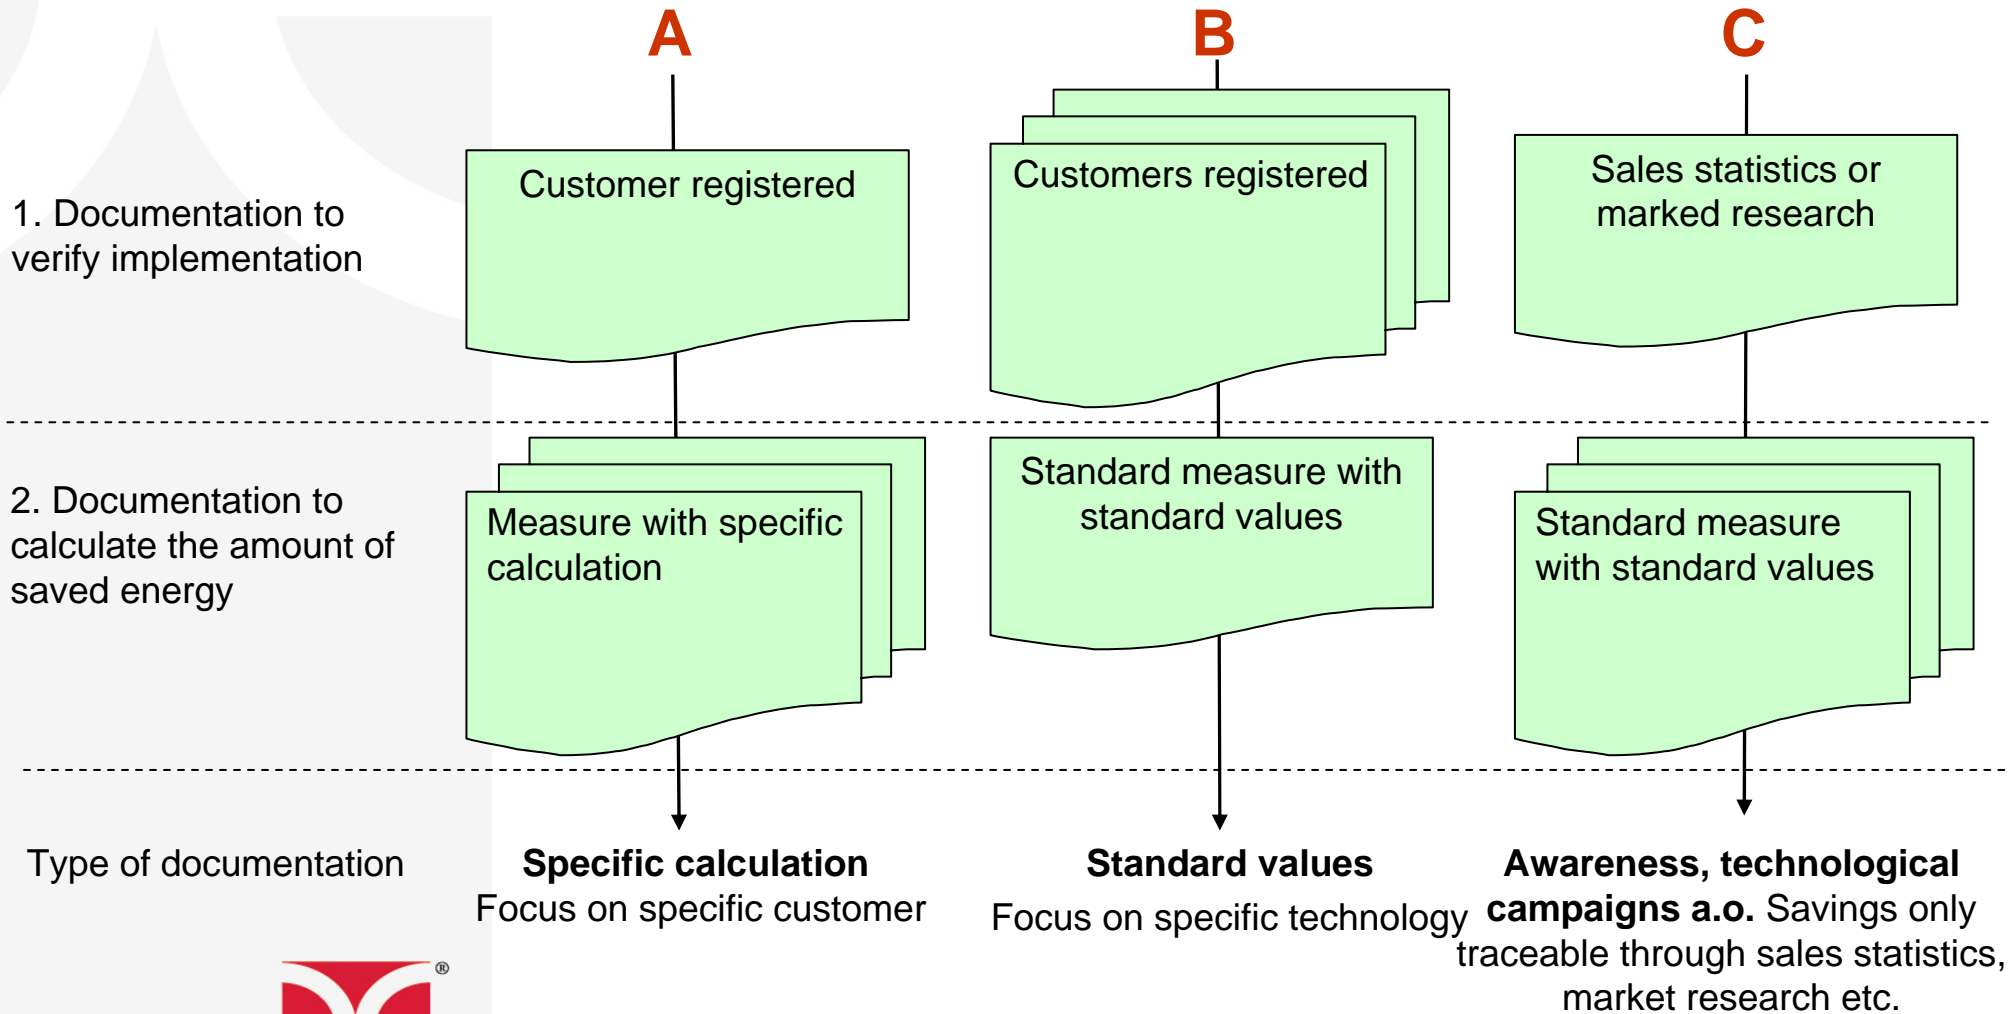 A
B
C
1. Documentation to
verify implementation
Customer registered
Customers registered
Sales statistics or
marked research
2. Documentation to
calculate the amount of
saved energy
Measure with specific
calculation
Standard measure with
standard values
Standard measure
with standard values
Type of documentation
Specific calculation
Focus on specific customer
Standard values
Focus on specific technology
Awareness, technological
campaigns a.o. Savings only
traceable through sales statistics,
market research etc.
®